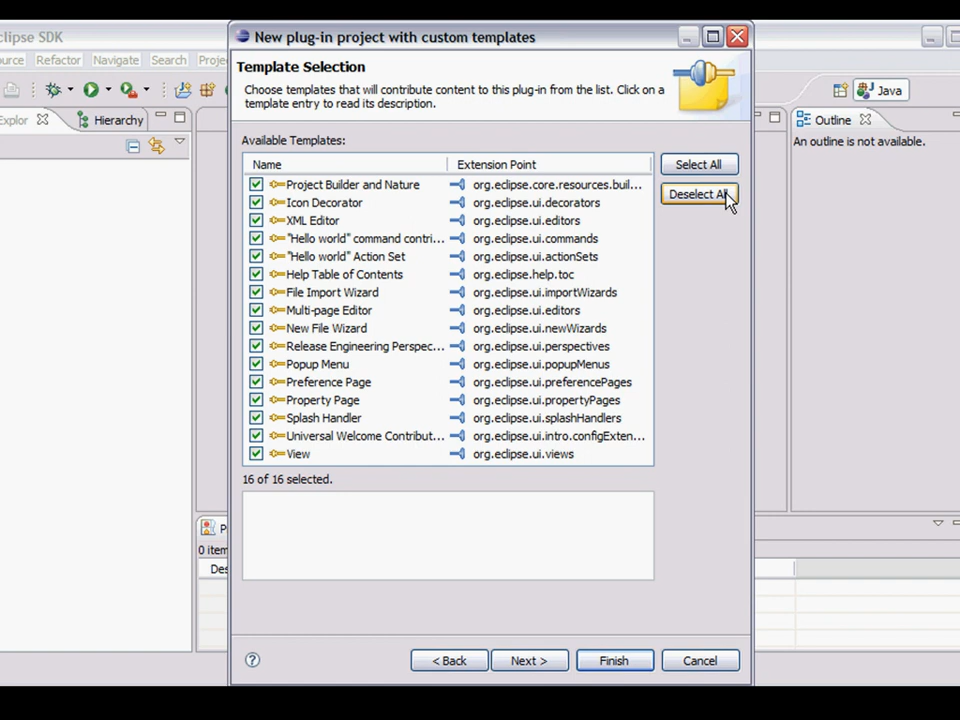 clipse SDK
New plug-in project with custom templates
ource Refactor Navigate Search Proje
Template Selection
Choose templates that will contribute content to this plug-in from the list. Click on a
template entry to read its description.
Java
Explor Hierarchy
Outline
An outline is not available.
Available Templates:
Name Extension Point
Select All
Project Builder and Nature org.eclipse.core.resources.buil...
Deselect All
Icon Decorator org.eclipse.ui.decorators
XML Editor org.eclipse.ui.editors
"Hello world" command contri... org.eclipse.ui.commands
"Hello world" Action Set org.eclipse.ui.actionSets
Help Table of Contents org.eclipse.help.toc
File Import Wizard org.eclipse.ui.importWizards
Multi-page Editor org.eclipse.ui.editors
New File Wizard org.eclipse.ui.newWizards
Release Engineering Perspec... org.eclipse.ui.perspectives
Popup Menu org.eclipse.ui.popupMenus
Preference Page org.eclipse.ui.preferencePages
Property Page org.eclipse.ui.propertyPages
Splash Handler org.eclipse.ui.splashHandlers
Universal Welcome Contribut... org.eclipse.ui.intro.configExten...
View org.eclipse.ui.views
16 of 16 selected.
P
0 item
Des
< Back Next > Finish Cancel